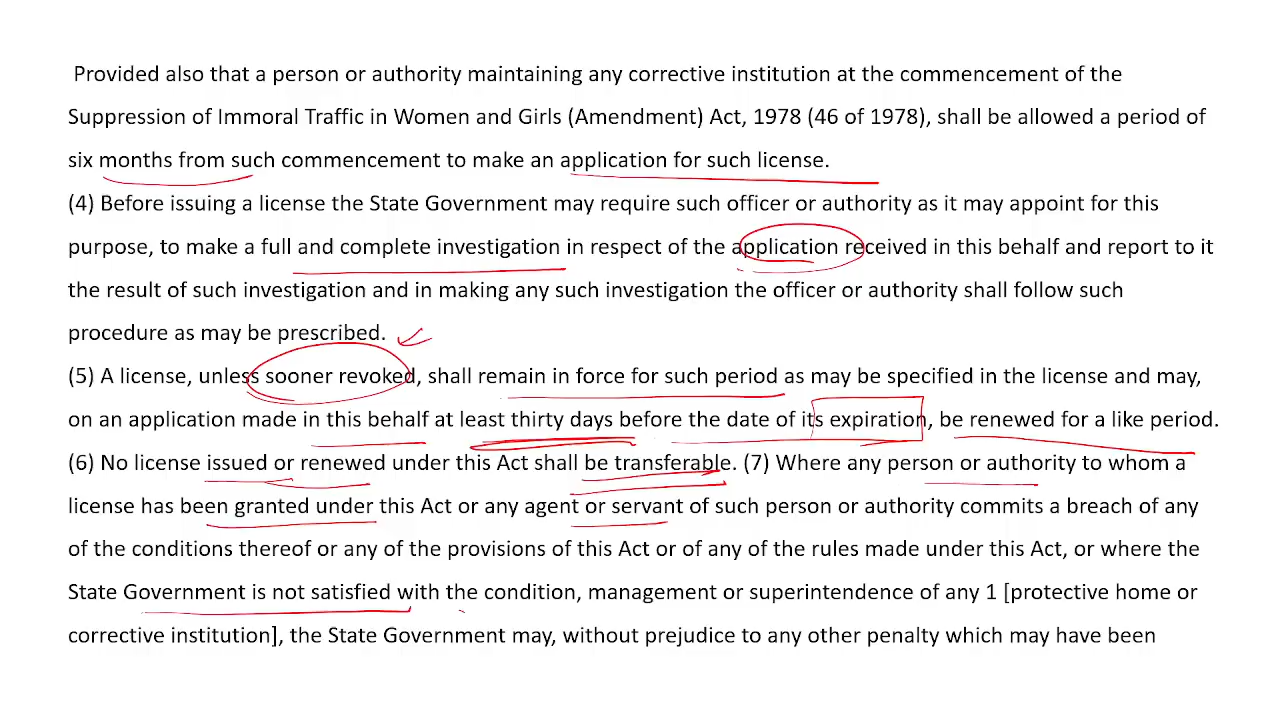 Provided also that a person or authority maintaining any corrective institution at the commencement of the
Suppression of Immoral Traffic in Women and Girls (Amendment) Act, 1978 (46 of 1978), shall be allowed a period of
six months from such commencement to make an application for such license.
(4) Before issuing a license the State Government may require such officer or authority as it may appoint for this
purpose, to make a full and complete investigation in respect of the application received in this behalf and report to it
the result of such investigation and in making any such investigation the officer or authority shall follow such
procedure as may be prescribed.
(5) A license, unless sooner revoked, shall remain in force for such period as may be specified in the license and may,
on an application made in this behalf at least thirty days before the date of its expiration, be renewed for a like period.
(6) No license issued or renewed under this Act shall be transferable. (7) Where any person or authority to whom a
license has been granted under this Act or any agent or servant of such person or authority commits a breach of any
of the conditions thereof or any of the provisions of this Act or of any of the rules made under this Act, or where the
State Government is not satisfied with the condition, management or superintendence of any 1 [protective home or
corrective institution], the State Government may, without prejudice to any other penalty which may have been